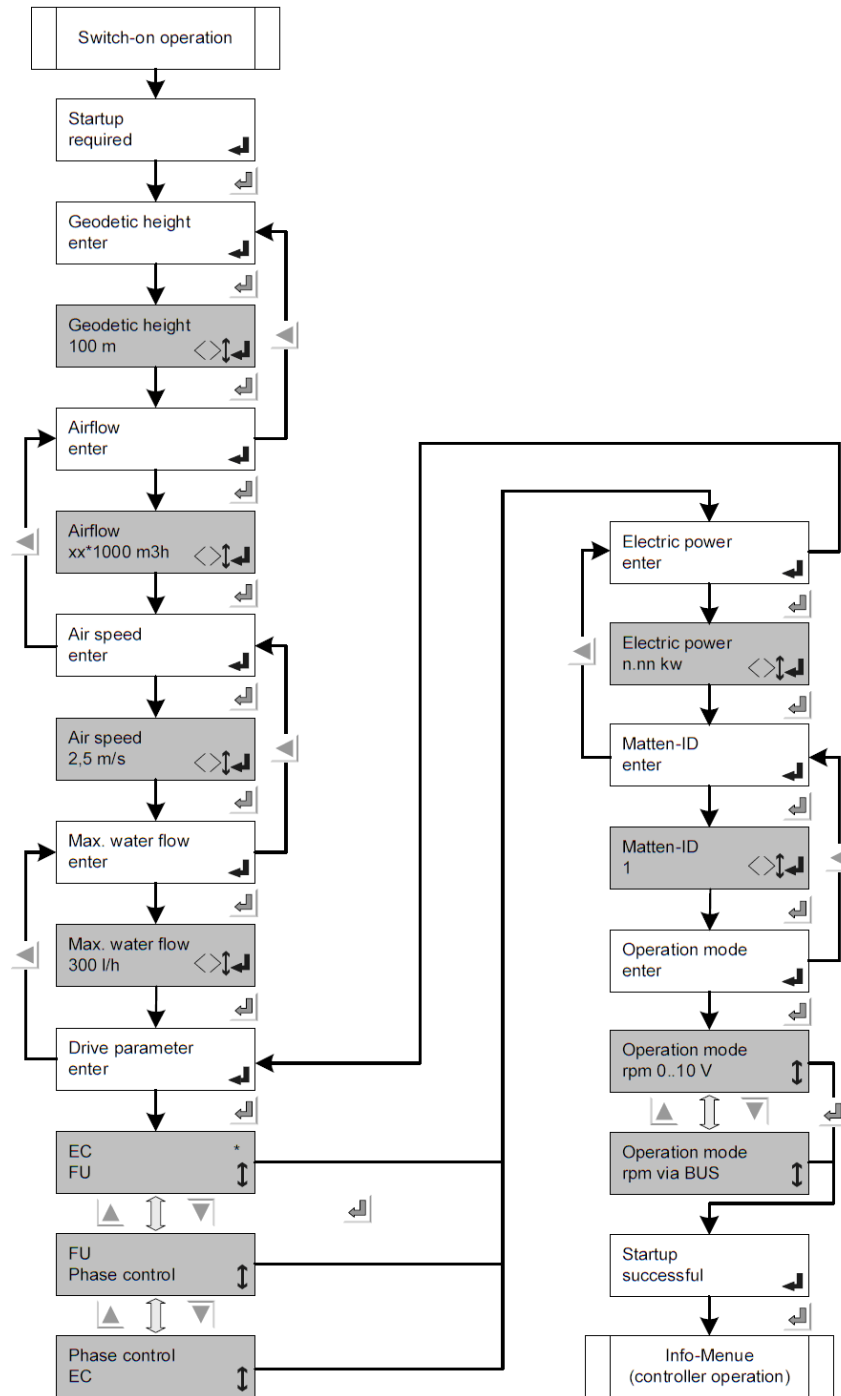 Switch-on operation
Startup
required
Geodetic height
enter
Geodetic height
100 m
Airflow
enter
Airflow
xx*1000 m3h
Air speed
enter
Air speed
2,5 m/s
Max. water flow
enter
Max. water flow
300 l/h
Drive parameter
enter
EC *
FU
FU
Phase control
Phase control
EC
Electric power
enter
Electric power
n.nn kw
Matten-ID
enter
Matten-ID
1
Operation mode
enter
Operation mode
rpm 0..10 V
Operation mode
rpm via BUS
Startup
successful
Info-Menue
(controller operation)